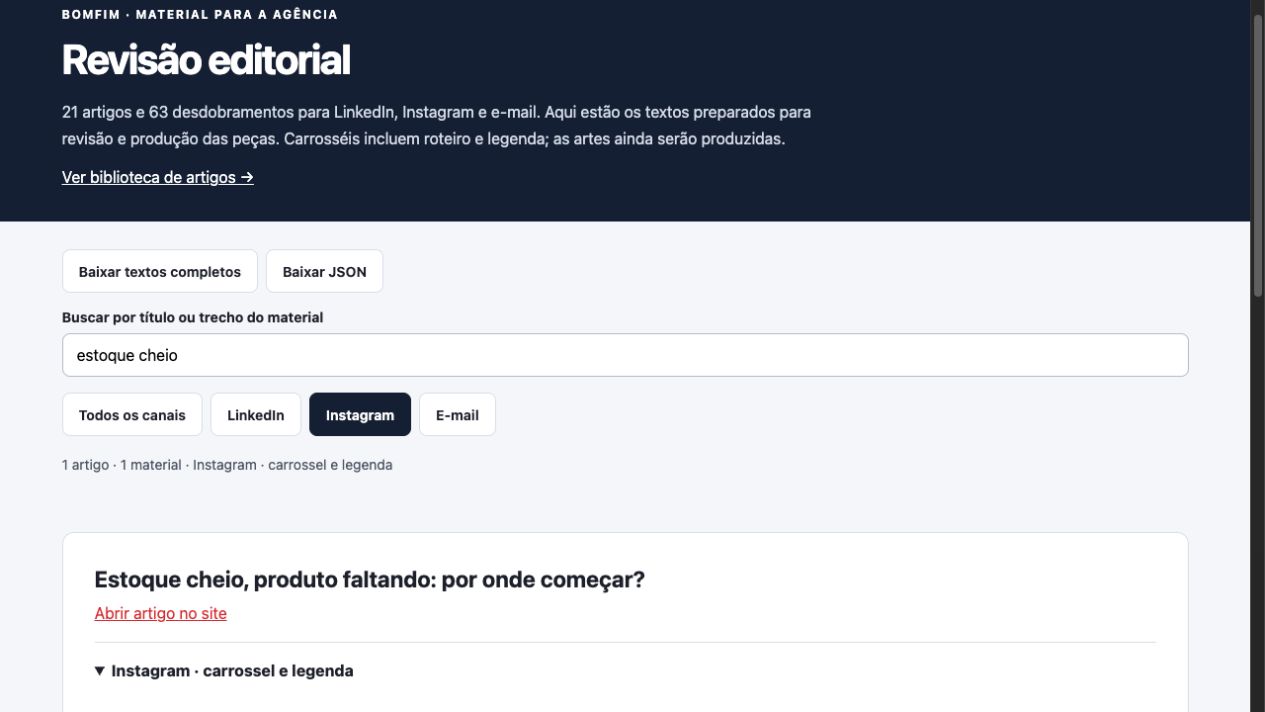 BOMFIM · MATERIAL PARA A AGÊNCIA
Revisão editorial
21 artigos e 63 desdobramentos para LinkedIn, Instagram e e-mail. Aqui estão os textos preparados para
revisão e produção das peças. Carrosséis incluem roteiro e legenda; as artes ainda serão produzidas.
Ver biblioteca de artigos →
Baixar textos completos Baixar JSON
Buscar por título ou trecho do material
estoque cheio
Todos os canais LinkedIn Instagram E-mail
1 artigo · 1 material · Instagram · carrossel e legenda
Estoque cheio, produto faltando: por onde começar?
Abrir artigo no site
▼ Instagram · carrossel e legenda